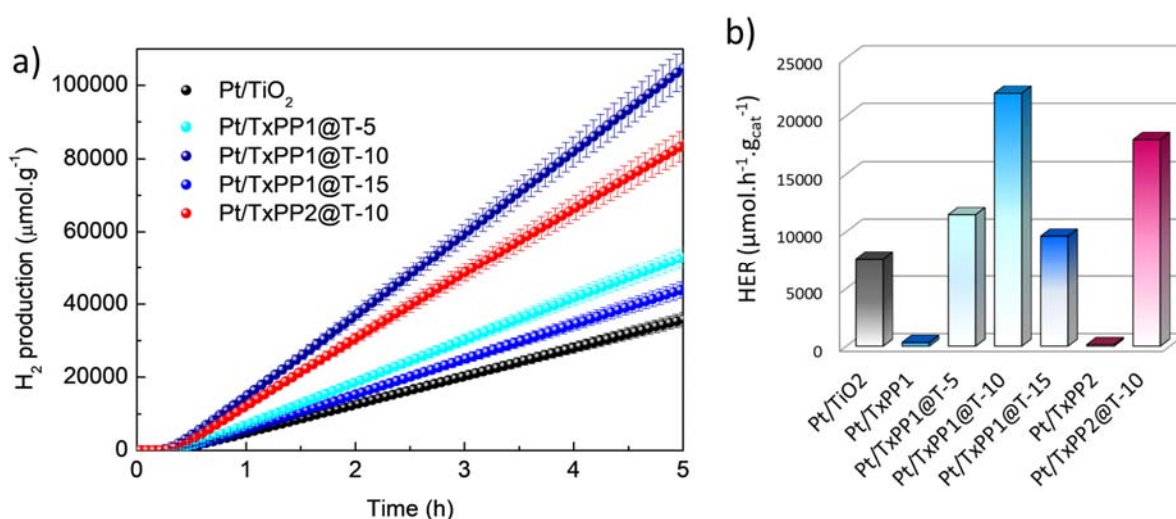 a)
H₂ production (µmol.g⁻¹)
100000
80000
60000
40000
20000
0
Pt/TiO₂
Pt/TxPP1@T-5
Pt/TxPP1@T-10
Pt/TxPP1@T-15
Pt/TxPP2@T-10
0 1 2 3 4 5
Time (h)
b)
HER (µmol.h⁻¹.g_cat⁻¹)
25000
20000
15000
10000
5000
0
Pt/TiO2
Pt/TxPP1
Pt/TxPP1@T-5
Pt/TxPP1@T-10
Pt/TxPP1@T-15
Pt/TxPP2
Pt/TxPP2@T-10